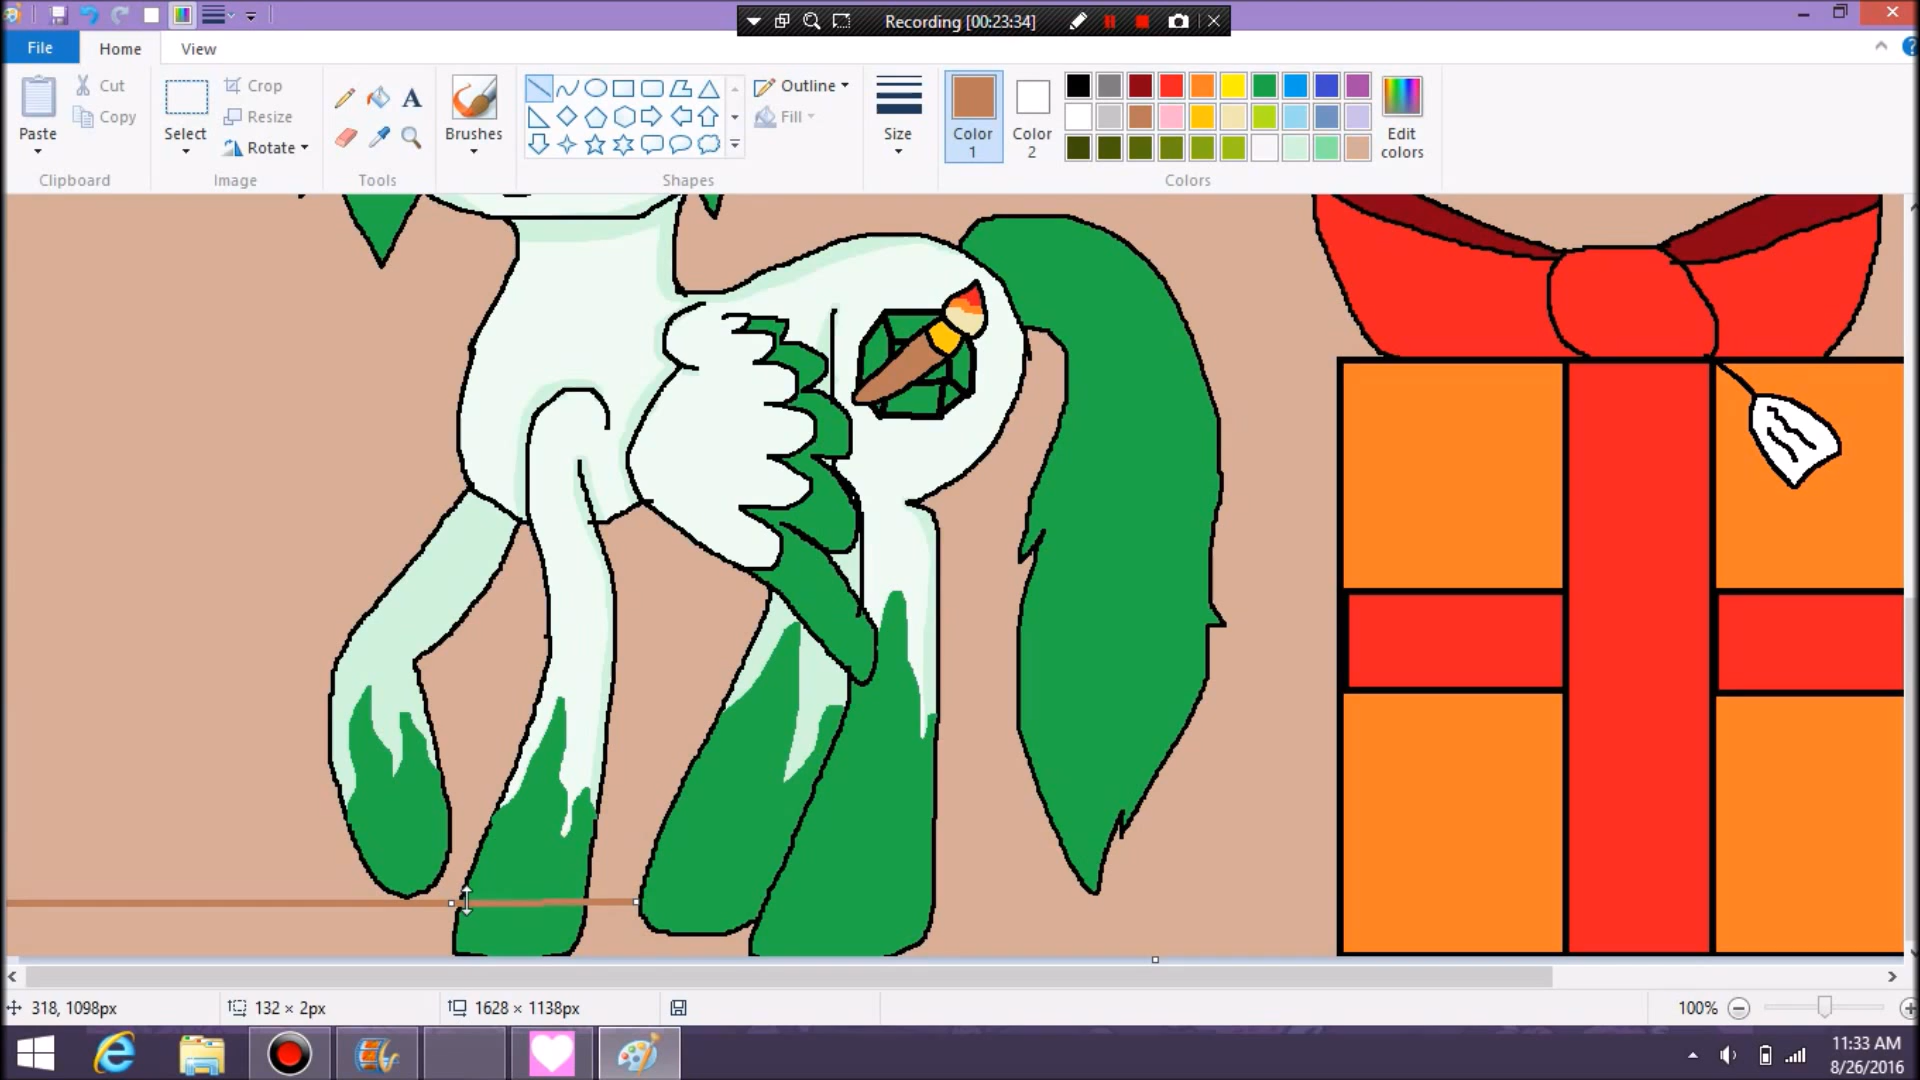 Recording [00:23:34]
File Home View
Paste
Cut
Copy
Clipboard
Select
Crop
Resize
Rotate
Image
A
Tools
Brushes
Shapes
Outline
Fill
Size
Color
1
Color
2
Colors
Edit
colors
318, 1098px
132 × 2px
1628 × 1138px
100%
11:33 AM
8/26/2016